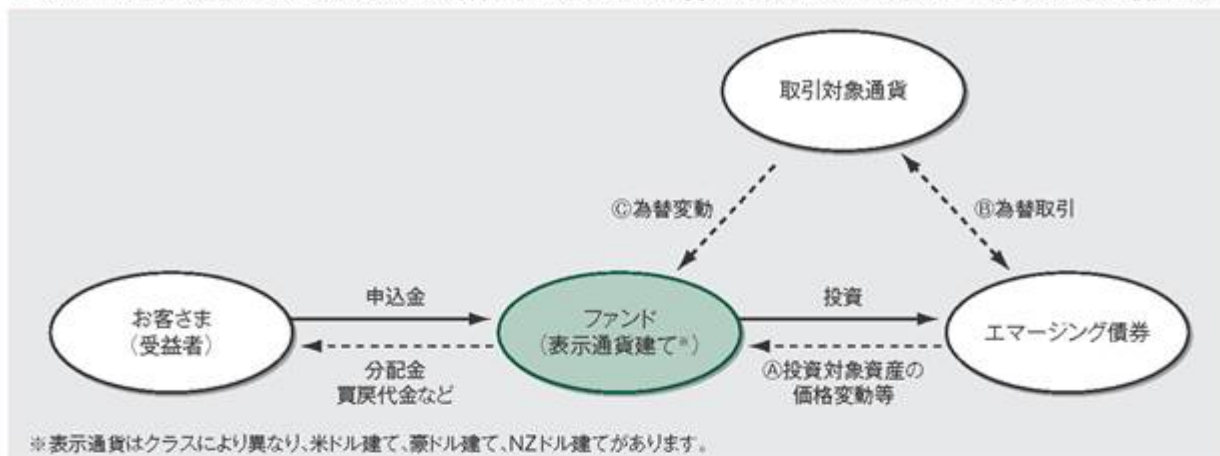 取引対象通貨
Ⓒ為替変動
Ⓑ為替取引
お客さま
(受益者)
申込金
分配金
買戻代金など
ファンド
(表示通貨建て※)
投資
Ⓐ投資対象資産の
価格変動等
エマージング債券
※表示通貨はクラスにより異なり、米ドル建て、豪ドル建て、NZドル建てがあります。